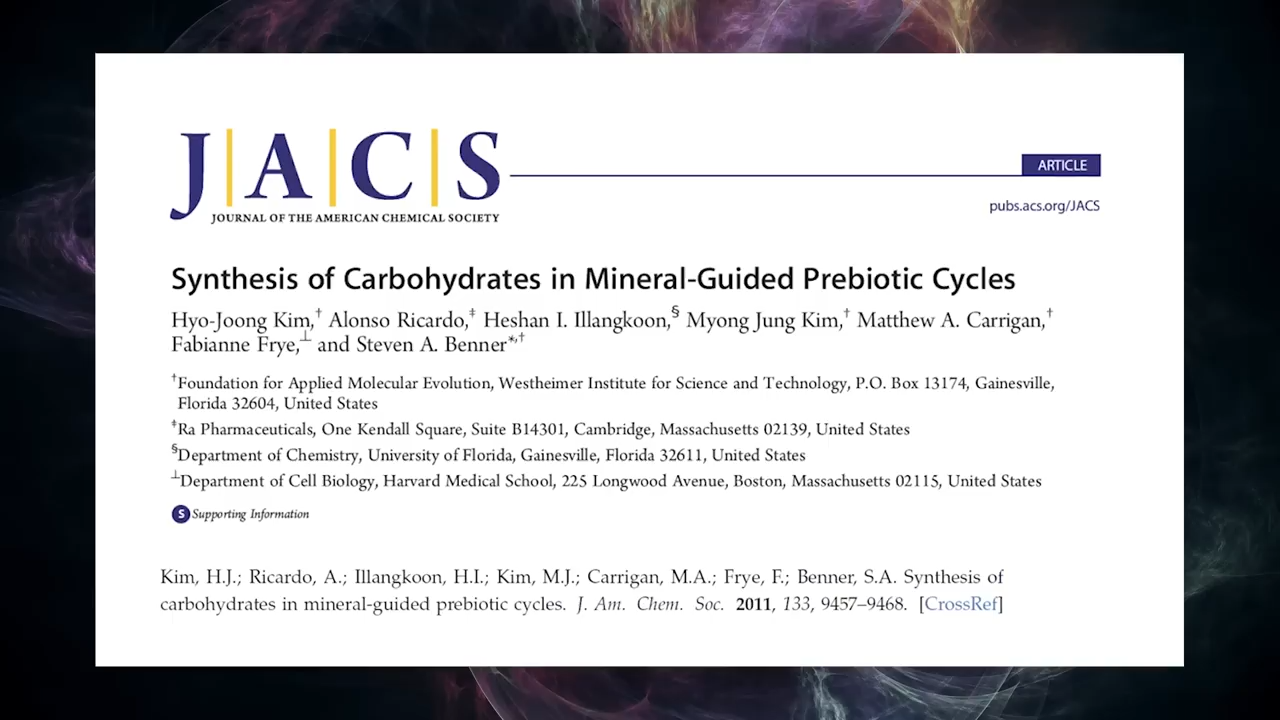 J|A|C|S
JOURNAL OF THE AMERICAN CHEMICAL SOCIETY
ARTICLE
pubs.acs.org/JACS
Synthesis of Carbohydrates in Mineral-Guided Prebiotic Cycles
Hyo-Joong Kim,† Alonso Ricardo,‡ Heshan I. Illangkoon,§ Myong Jung Kim,† Matthew A. Carrigan,†
Fabianne Frye,⊥ and Steven A. Benner*,†
†Foundation for Applied Molecular Evolution, Westheimer Institute for Science and Technology, P.O. Box 13174, Gainesville,
Florida 32604, United States
‡Ra Pharmaceuticals, One Kendall Square, Suite B14301, Cambridge, Massachusetts 02139, United States
§Department of Chemistry, University of Florida, Gainesville, Florida 32611, United States
⊥Department of Cell Biology, Harvard Medical School, 225 Longwood Avenue, Boston, Massachusetts 02115, United States
S Supporting Information
Kim, H.J.; Ricardo, A.; Illangkoon, H.I.; Kim, M.J.; Carrigan, M.A.; Frye, F.; Benner, S.A. Synthesis of
carbohydrates in mineral-guided prebiotic cycles. J. Am. Chem. Soc. 2011, 133, 9457–9468. [CrossRef]